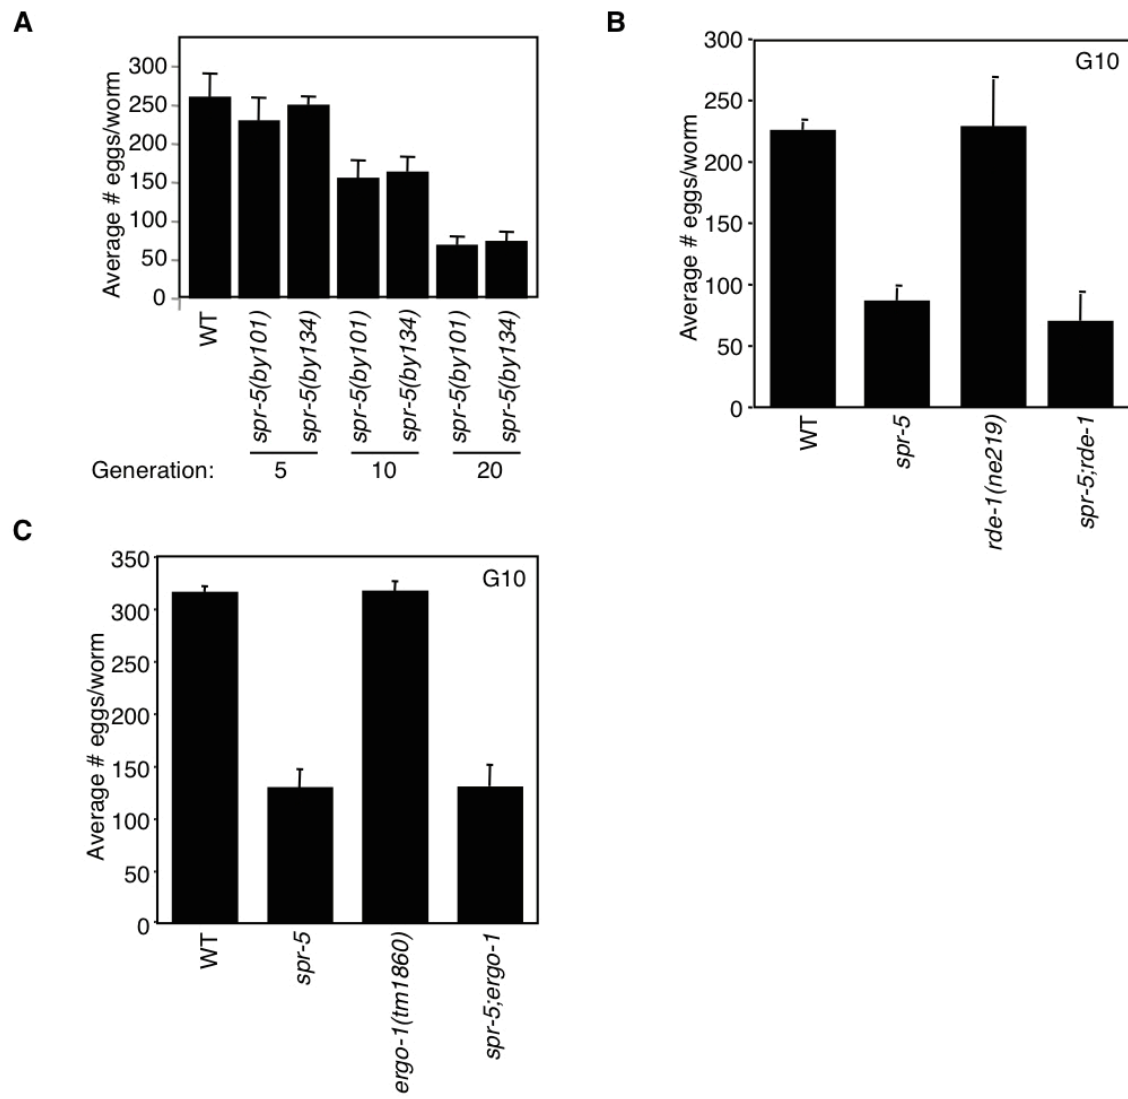 A
Average # eggs/worm
300
250
200
150
100
50
0
WT
spr-5(by101)
spr-5(by134)
spr-5(by101)
spr-5(by134)
spr-5(by101)
spr-5(by134)
Generation: 5 10 20
B
G10
Average # eggs/worm
300
250
200
150
100
50
0
WT
spr-5
rde-1(ne219)
spr-5;rde-1
C
G10
Average # eggs/worm
350
300
250
200
150
100
50
0
WT
spr-5
ergo-1(tm1860)
spr-5;ergo-1